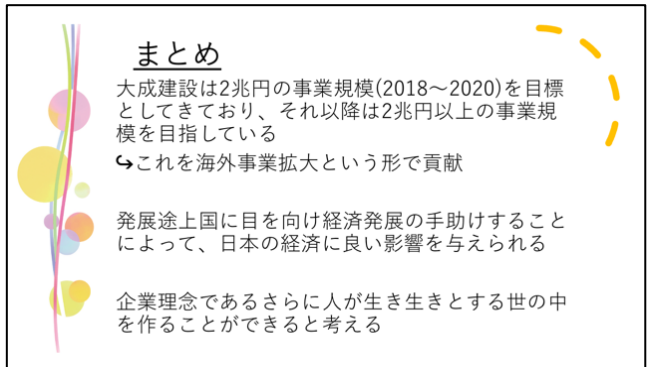 まとめ
大成建設は2兆円の事業規模(2018～2020)を目標
としてきており、それ以降は2兆円以上の事業規
模を目指している
↪これを海外事業拡大という形で貢献
発展途上国に目を向け経済発展の手助けすること
によって、日本の経済に良い影響を与えられる
企業理念であるさらに人が生き生きとする世の中
を作ることができると考える